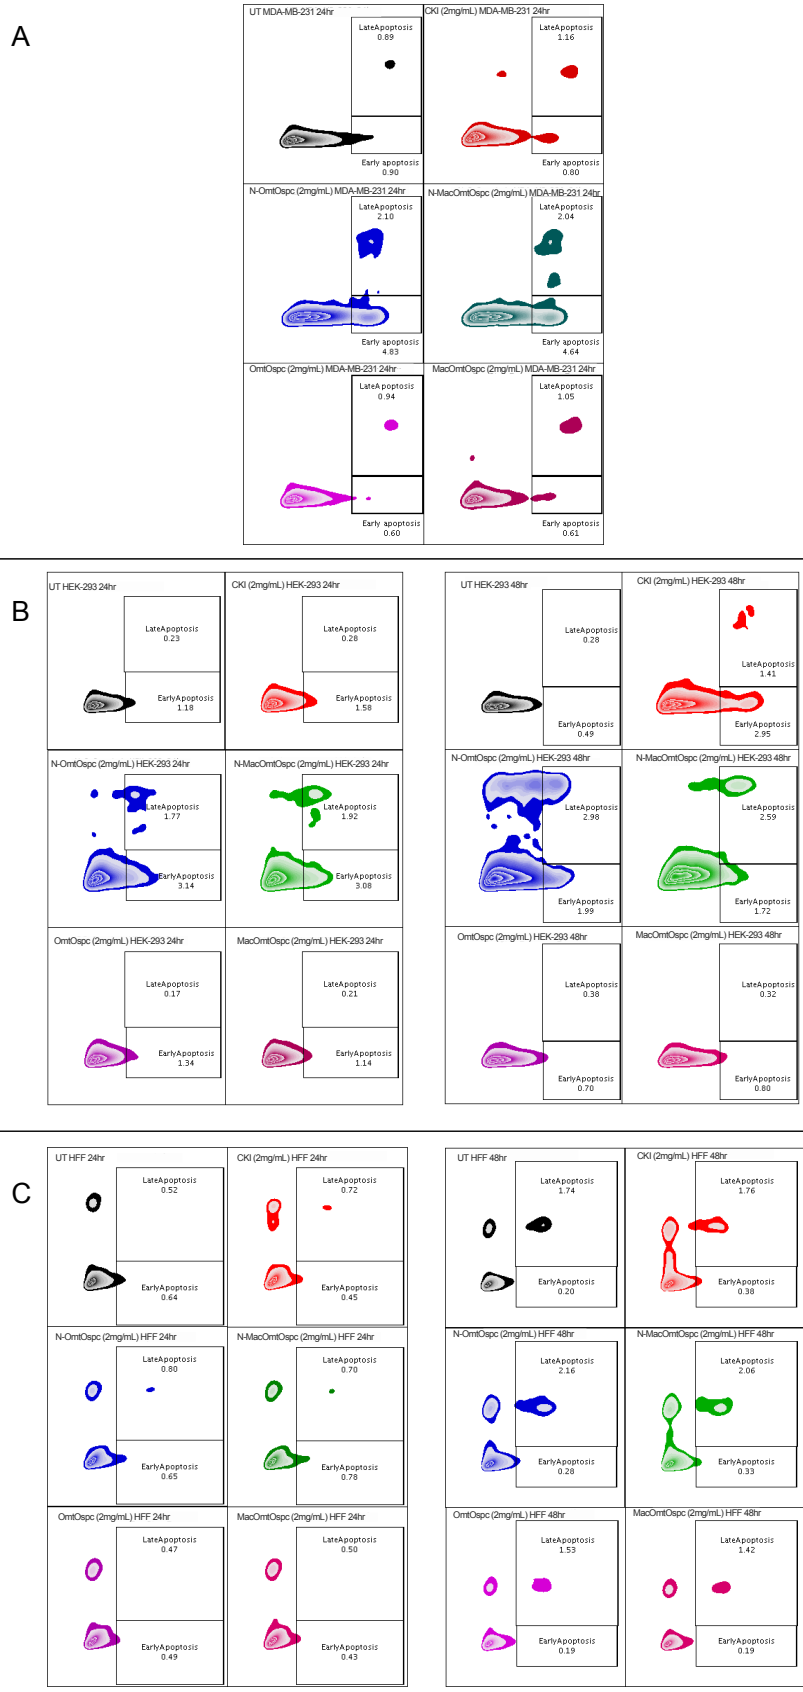 A
UT MDA-MB-231 24hr
LateApoptosis
0.89
Early apoptosis
0.90
CKI (2mg/mL) MDA-MB-231 24hr
LateApoptosis
1.16
Early apoptosis
0.80
N-OmtOspc (2mg/mL) MDA-MB-231 24hr
LateApoptosis
2.10
Early apoptosis
4.83
N-MacOmtOspc (2mg/mL) MDA-MB-231 24hr
LateApoptosis
2.04
Early apoptosis
4.64
OmtOspc (2mg/mL) MDA-MB-231 24hr
LateApoptosis
0.94
Early apoptosis
0.60
MacOmtOspc (2mg/mL) MDA-MB-231 24hr
LateApoptosis
1.05
Early apoptosis
0.61
B
UT HEK-293 24hr
LateApoptosis
0.23
EarlyApoptosis
1.18
CKI (2mg/mL) HEK-293 24hr
LateApoptosis
0.28
EarlyApoptosis
1.58
N-OmtOspc (2mg/mL) HEK-293 24hr
LateApoptosis
1.77
EarlyApoptosis
3.14
N-MacOmtOspc (2mg/mL) HEK-293 24hr
LateApoptosis
1.92
EarlyApoptosis
3.08
OmtOspc (2mg/mL) HEK-293 24hr
LateApoptosis
0.17
EarlyApoptosis
1.34
MacOmtOspc (2mg/mL) HEK-293 24hr
LateApoptosis
0.21
EarlyApoptosis
1.14
UT HEK-293 48hr
LateApoptosis
0.28
EarlyApoptosis
0.49
CKI (2mg/mL) HEK-293 48hr
LateApoptosis
1.41
EarlyApoptosis
2.95
N-OmtOspc (2mg/mL) HEK-293 48hr
LateApoptosis
2.98
EarlyApoptosis
1.99
N-MacOmtOspc (2mg/mL) HEK-293 48hr
LateApoptosis
2.59
EarlyApoptosis
1.72
OmtOspc (2mg/mL) HEK-293 48hr
LateApoptosis
0.38
EarlyApoptosis
0.70
MacOmtOspc (2mg/mL) HEK-293 48hr
LateApoptosis
0.32
EarlyApoptosis
0.80
C
UT HFF 24hr
LateApoptosis
0.52
EarlyApoptosis
0.64
CKI (2mg/mL) HFF 24hr
LateApoptosis
0.72
EarlyApoptosis
0.45
N-OmtOspc (2mg/mL) HFF 24hr
LateApoptosis
0.80
EarlyApoptosis
0.65
N-MacOmtOspc (2mg/mL) HFF 24hr
LateApoptosis
0.70
EarlyApoptosis
0.78
OmtOspc (2mg/mL) HFF 24hr
LateApoptosis
0.47
EarlyApoptosis
0.49
MacOmtOspc (2mg/mL) HFF 24hr
LateApoptosis
0.50
EarlyApoptosis
0.43
UT HFF 48hr
LateApoptosis
1.74
EarlyApoptosis
0.20
CKI (2mg/mL) HFF 48hr
LateApoptosis
1.76
EarlyApoptosis
0.38
N-OmtOspc (2mg/mL) HFF 48hr
LateApoptosis
2.16
EarlyApoptosis
0.28
N-MacOmtOspc (2mg/mL) HFF 48hr
LateApoptosis
2.06
EarlyApoptosis
0.33
OmtOspc (2mg/mL) HFF 48hr
LateApoptosis
1.53
EarlyApoptosis
0.19
MacOmtOspc (2mg/mL) HFF 48hr
LateApoptosis
1.42
EarlyApoptosis
0.19